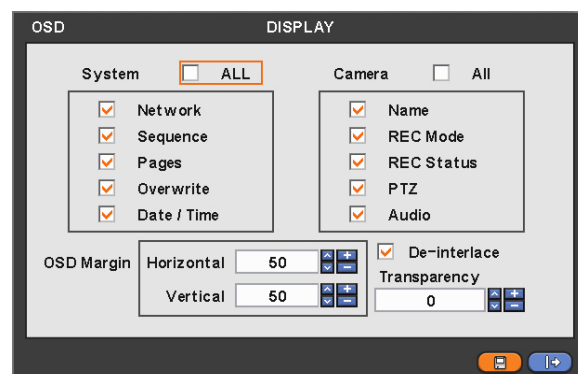 OSD DISPLAY
System ALL Camera All
Network Name
Sequence REC Mode
Pages REC Status
Overwrite PTZ
Date / Time Audio
OSD Margin Horizontal 50 De-interlace
Transparency
Vertical 50 0